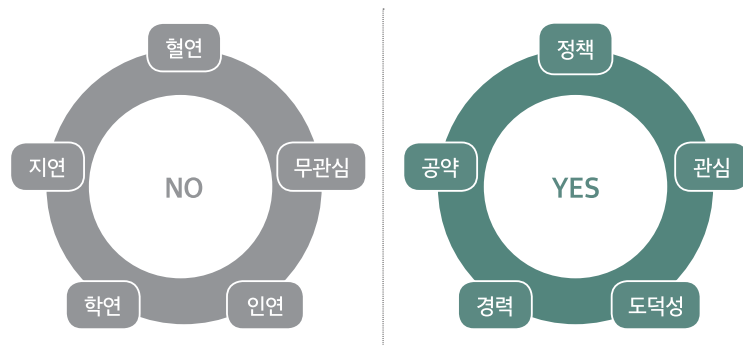 혈연
지연
무관심
NO
학연
인연
정책
공약
관심
YES
경력
도덕성